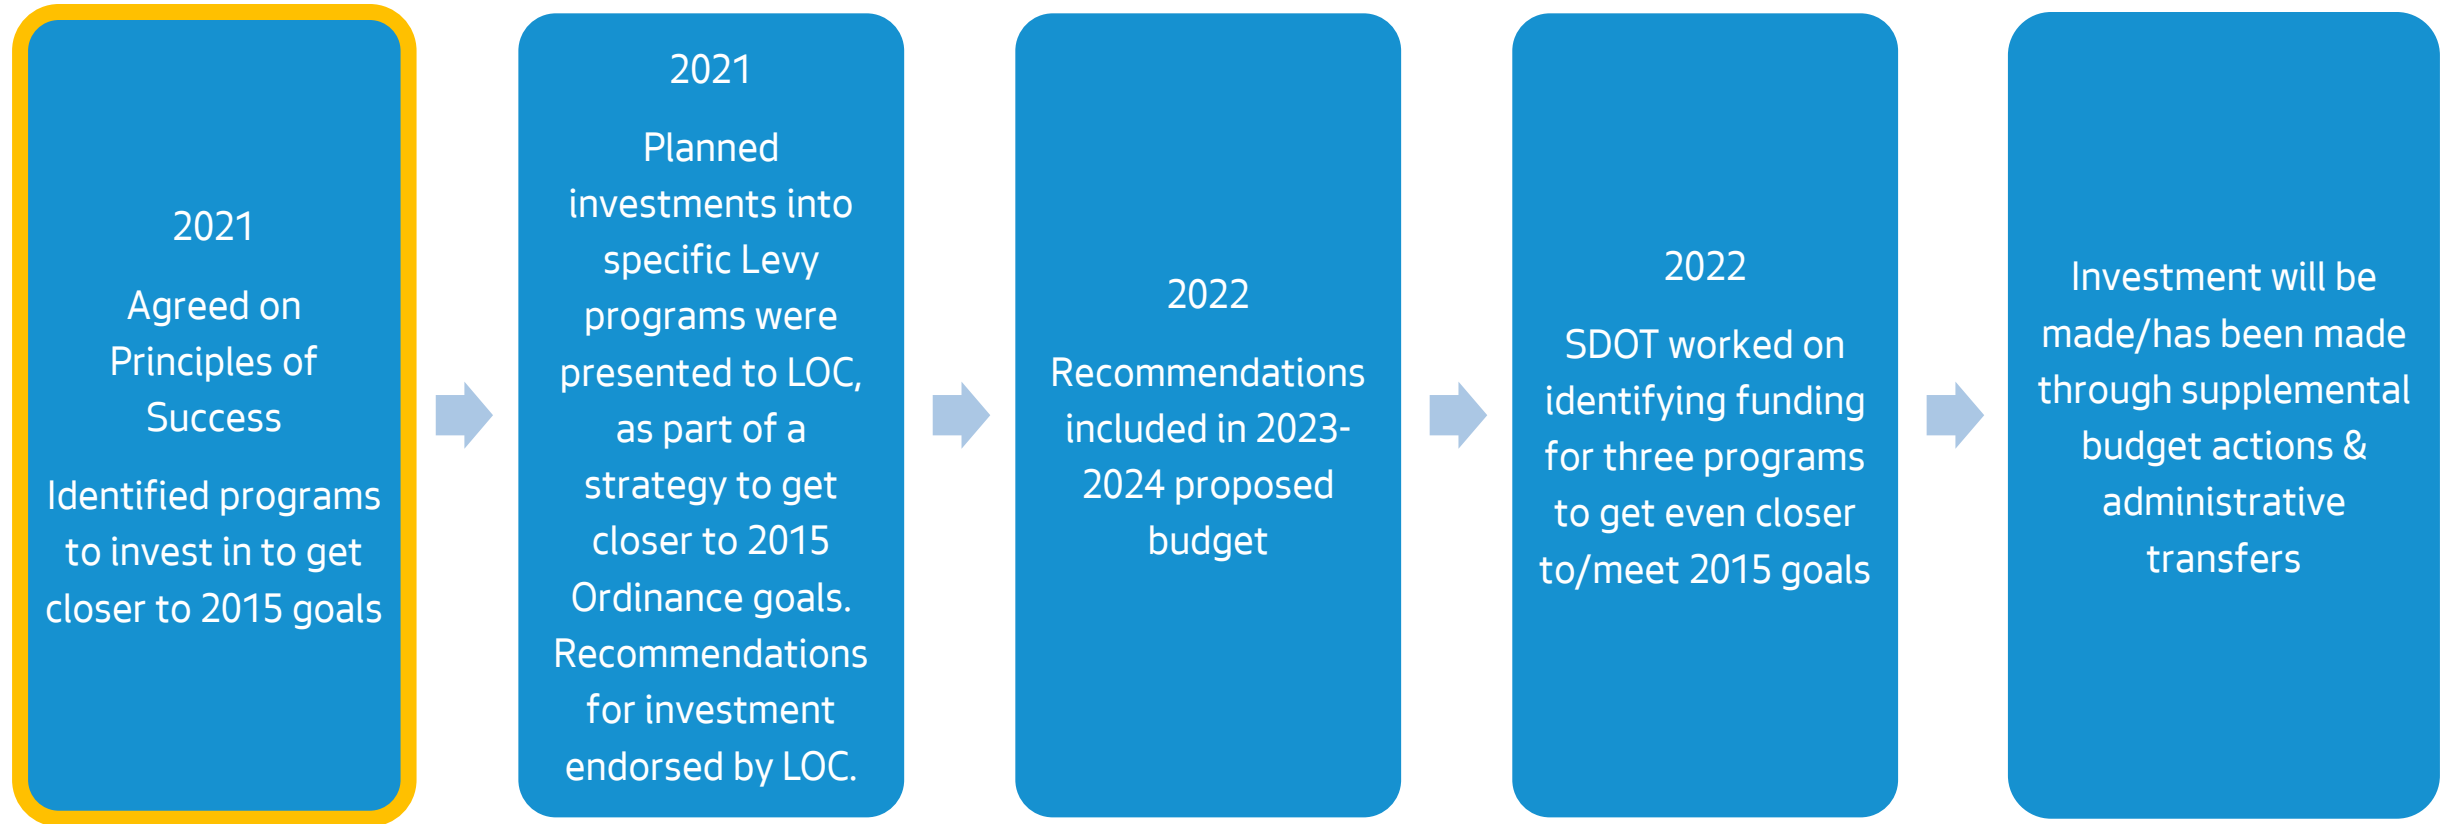 2021
Agreed on
Principles of
Success
Identified programs
to invest in to get
closer to 2015 goals
2021
Planned
investments into
specific Levy
programs were
presented to LOC,
as part of a
strategy to get
closer to 2015
Ordinance goals.
Recommendations
for investment
endorsed by LOC.
2022
Recommendations
included in 2023-
2024 proposed
budget
2022
SDOT worked on
identifying funding
for three programs
to get even closer
to/meet 2015 goals
Investment will be
made/has been made
through supplemental
budget actions &
administrative
transfers